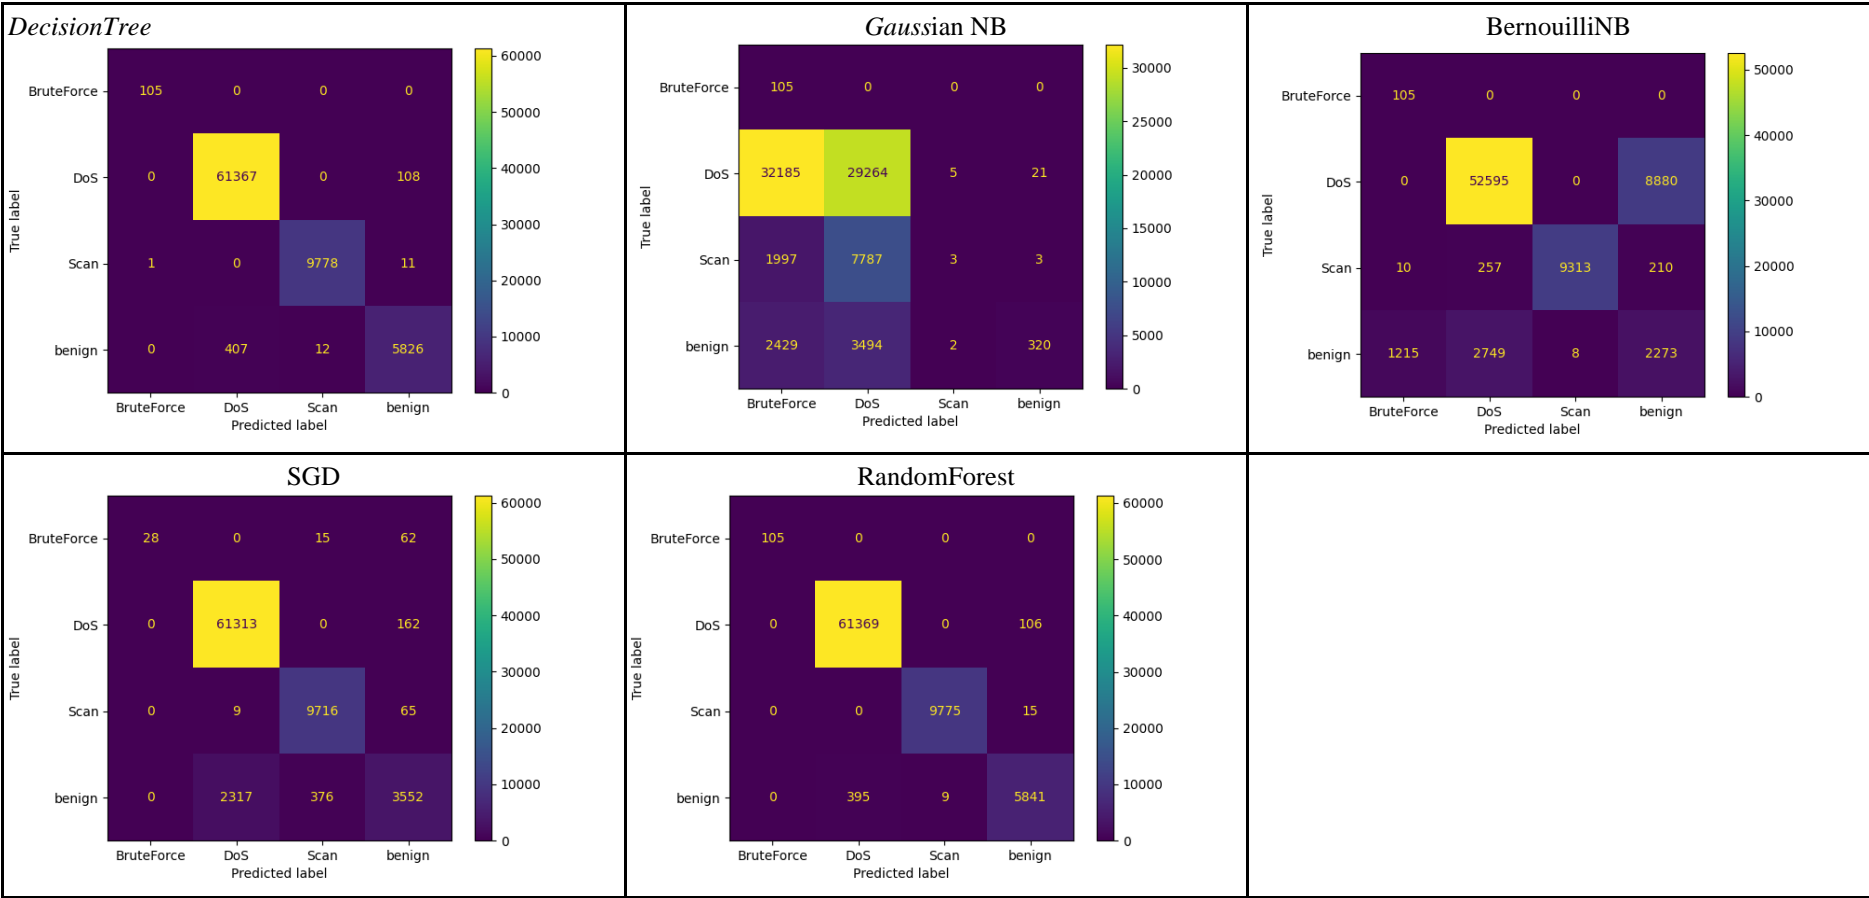 DecisionTree
BruteForce 105 0 0 0
DoS 0 61367 0 108
Scan 1 0 9778 11
benign 0 407 12 5826
BruteForce DoS Scan benign
Predicted label
True label
60000
50000
40000
30000
20000
10000
0
Gaussian NB
BruteForce 105 0 0 0
DoS 32185 29264 5 21
Scan 1997 7787 3 3
benign 2429 3494 2 320
BruteForce DoS Scan benign
Predicted label
True label
30000
25000
20000
15000
10000
5000
0
BernouilliNB
BruteForce 105 0 0 0
DoS 0 52595 0 8880
Scan 10 257 9313 210
benign 1215 2749 8 2273
BruteForce DoS Scan benign
Predicted label
True label
50000
40000
30000
20000
10000
0
SGD
BruteForce 28 0 15 62
DoS 0 61313 0 162
Scan 0 9 9716 65
benign 0 2317 376 3552
BruteForce DoS Scan benign
Predicted label
True label
60000
50000
40000
30000
20000
10000
0
RandomForest
BruteForce 105 0 0 0
DoS 0 61369 0 106
Scan 0 0 9775 15
benign 0 395 9 5841
BruteForce DoS Scan benign
Predicted label
True label
60000
50000
40000
30000
20000
10000
0